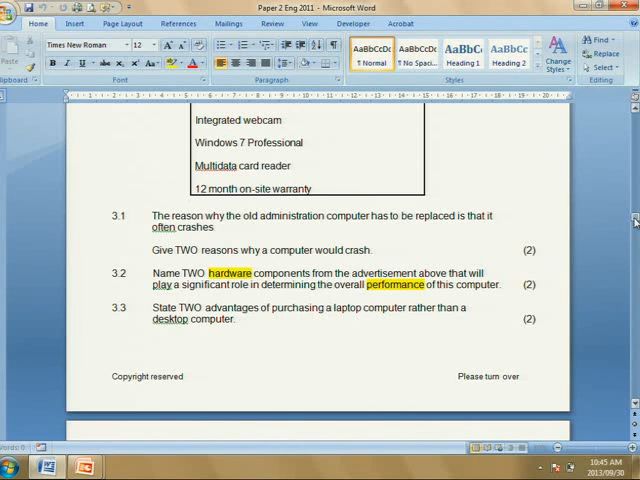 Paper 2 Eng 2011 - Microsoft Word
Home Insert Page Layout References Mailings Review View Developer Acrobat
Times New Roman 12
AaBbCcDc AaBbCcDc AaBbCc AaBbCc
¶ Normal ¶ No Spaci... Heading 1 Heading 2
Change
Styles
Find
Replace
Select
Clipboard Font Paragraph Styles Editing
Integrated webcam
Windows 7 Professional
Multidata card reader
12 month on-site warranty
3.1 The reason why the old administration computer has to be replaced is that it
often crashes
Give TWO reasons why a computer would crash. (2)
3.2 Name TWO hardware components from the advertisement above that will
play a significant role in determining the overall performance of this computer. (2)
3.3 State TWO advantages of purchasing a laptop computer rather than a
desktop computer. (2)
Copyright reserved Please turn over
Words: 0
10:45 AM
2013/09/30